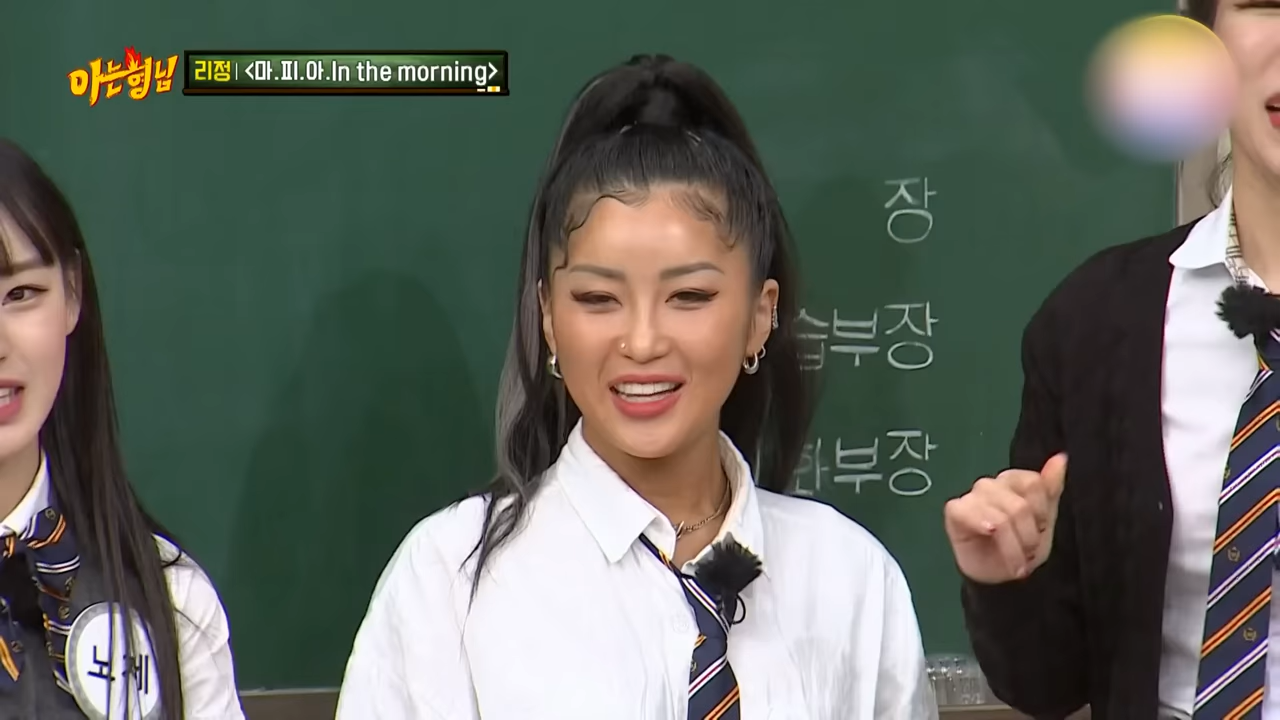 아는형님
리정 | <마.피.아.In the morning>
장
습부장
화부장
노제